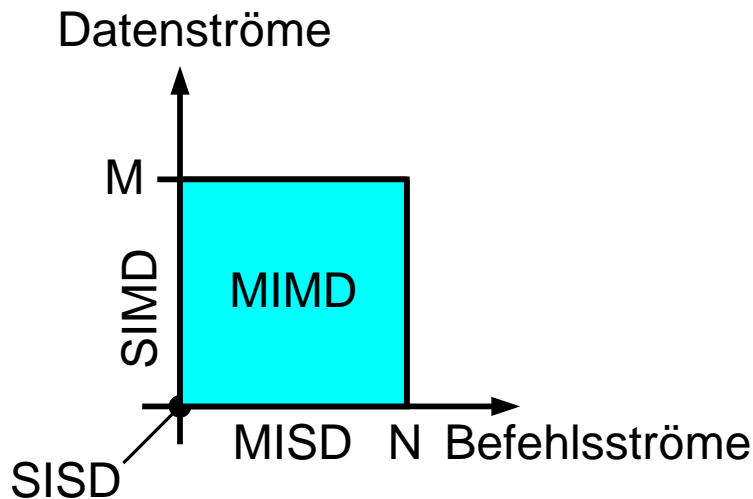 Datenströme
M
SIMD
MIMD
MISD N Befehlsströme
SISD